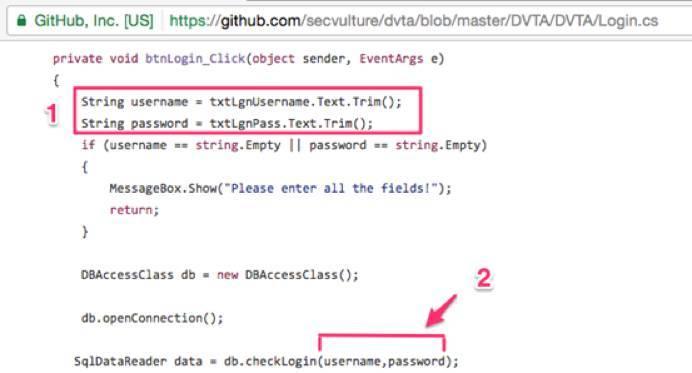 GitHub, Inc. [US] https://github.com/secvulture/dvta/blob/master/DVTA/DVTA/Login.cs
private void btnLogin_Click(object sender, EventArgs e)
{
1
String username = txtLgnUsername.Text.Trim();
String password = txtLgnPass.Text.Trim();
if (username == string.Empty || password == string.Empty)
{
MessageBox.Show("Please enter all the fields!");
return;
}
DBAccessClass db = new DBAccessClass();
2
db.openConnection();
SqlDataReader data = db.checkLogin(username,password);